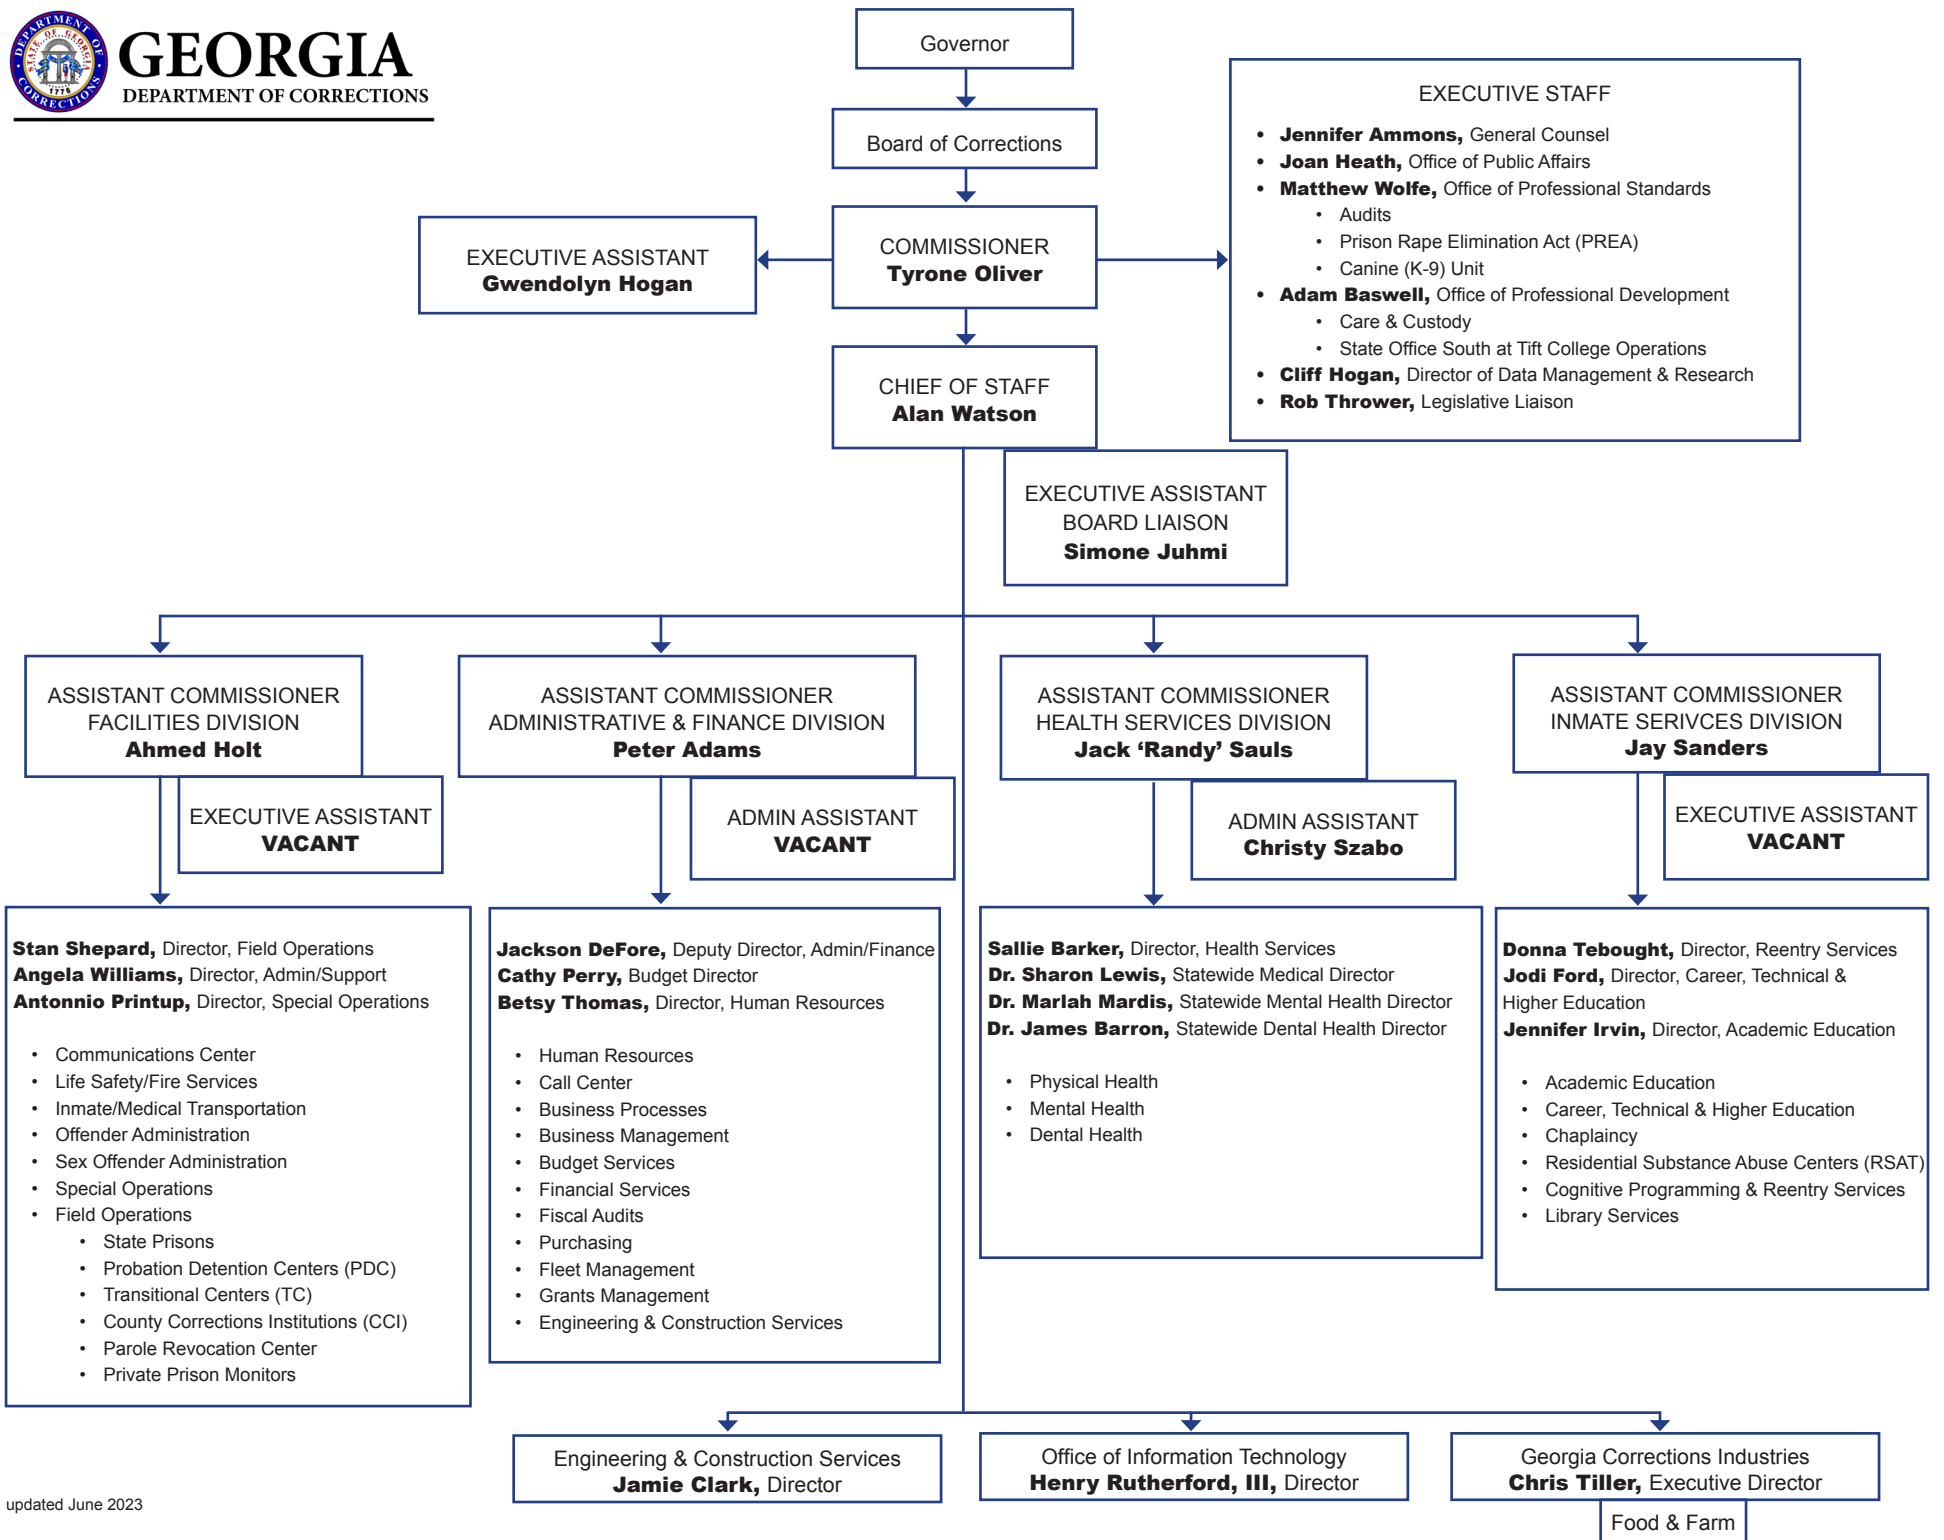 GEORGIA
DEPARTMENT OF CORRECTIONS
DEPARTMENT OF CORRECTIONS
STATE OF GEORGIA
1776
Governor
Board of Corrections
COMMISSIONER
Tyrone Oliver
EXECUTIVE ASSISTANT
Gwendolyn Hogan
EXECUTIVE STAFF
• Jennifer Ammons, General Counsel
• Joan Heath, Office of Public Affairs
• Matthew Wolfe, Office of Professional Standards
• Audits
• Prison Rape Elimination Act (PREA)
• Canine (K-9) Unit
• Adam Baswell, Office of Professional Development
• Care & Custody
• State Office South at Tift College Operations
• Cliff Hogan, Director of Data Management & Research
• Rob Thrower, Legislative Liaison
CHIEF OF STAFF
Alan Watson
EXECUTIVE ASSISTANT
BOARD LIAISON
Simone Juhmi
ASSISTANT COMMISSIONER
FACILITIES DIVISION
Ahmed Holt
EXECUTIVE ASSISTANT
VACANT
Stan Shepard, Director, Field Operations
Angela Williams, Director, Admin/Support
Antonnio Printup, Director, Special Operations
• Communications Center
• Life Safety/Fire Services
• Inmate/Medical Transportation
• Offender Administration
• Sex Offender Administration
• Special Operations
• Field Operations
• State Prisons
• Probation Detention Centers (PDC)
• Transitional Centers (TC)
• County Corrections Institutions (CCI)
• Parole Revocation Center
• Private Prison Monitors
ASSISTANT COMMISSIONER
ADMINISTRATIVE & FINANCE DIVISION
Peter Adams
ADMIN ASSISTANT
VACANT
Jackson DeFore, Deputy Director, Admin/Finance
Cathy Perry, Budget Director
Betsy Thomas, Director, Human Resources
• Human Resources
• Call Center
• Business Processes
• Business Management
• Budget Services
• Financial Services
• Fiscal Audits
• Purchasing
• Fleet Management
• Grants Management
• Engineering & Construction Services
ASSISTANT COMMISSIONER
HEALTH SERVICES DIVISION
Jack ‘Randy’ Sauls
ADMIN ASSISTANT
Christy Szabo
Sallie Barker, Director, Health Services
Dr. Sharon Lewis, Statewide Medical Director
Dr. Marlah Mardis, Statewide Mental Health Director
Dr. James Barron, Statewide Dental Health Director
• Physical Health
• Mental Health
• Dental Health
ASSISTANT COMMISSIONER
INMATE SERIVCES DIVISION
Jay Sanders
EXECUTIVE ASSISTANT
VACANT
Donna Tebought, Director, Reentry Services
Jodi Ford, Director, Career, Technical &
Higher Education
Jennifer Irvin, Director, Academic Education
• Academic Education
• Career, Technical & Higher Education
• Chaplaincy
• Residential Substance Abuse Centers (RSAT)
• Cognitive Programming & Reentry Services
• Library Services
Engineering & Construction Services
Jamie Clark, Director
Office of Information Technology
Henry Rutherford, III, Director
Georgia Corrections Industries
Chris Tiller, Executive Director
Food & Farm
updated June 2023